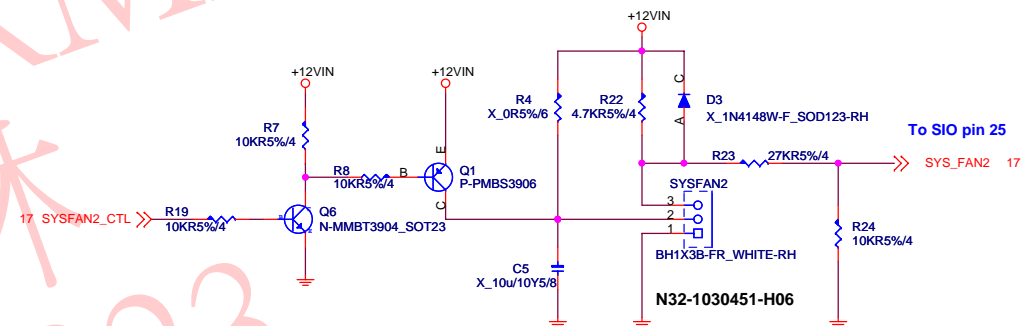 +12VIN
+12VIN
+12VIN
R7
10KR5%/4
R8
10KR5%/4
B
E
C
Q1
P-PMBS3906
R4
X_0R5%/6
R22
4.7KR5%/4
C
A
D3
X_1N4148W-F_SOD123-RH
To SIO pin 25
R23
27KR5%/4
SYS_FAN2 17
17 SYSFAN2_CTL
R19
10KR5%/4
Q6
N-MMBT3904_SOT23
SYSFAN2
3
2
1
BH1X3B-FR_WHITE-RH
R24
10KR5%/4
C5
X_10u/10Y5/8
N32-1030451-H06